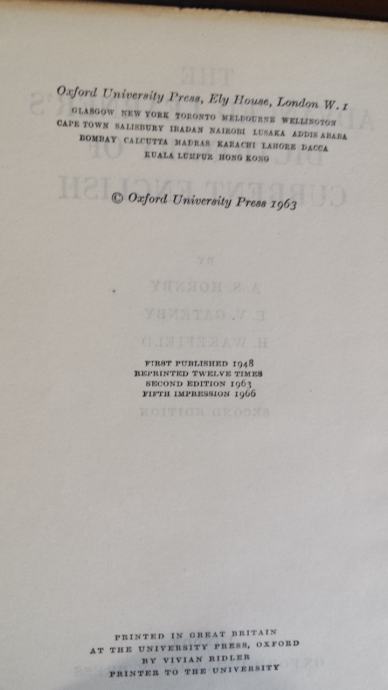 Oxford University Press, Ely House, London W. 1
GLASGOW NEW YORK TORONTO MELBOURNE WELLINGTON
CAPE TOWN SALISBURY IBADAN NAIROBI LUSAKA ADDIS ABABA
BOMBAY CALCUTTA MADRAS KARACHI LAHORE DACCA
KUALA LUMPUR HONG KONG
© Oxford University Press 1963
FIRST PUBLISHED 1948
REPRINTED TWELVE TIMES
SECOND EDITION 1963
FIFTH IMPRESSION 1966
PRINTED IN GREAT BRITAIN
AT THE UNIVERSITY PRESS, OXFORD
BY VIVIAN RIDLER
PRINTER TO THE UNIVERSITY